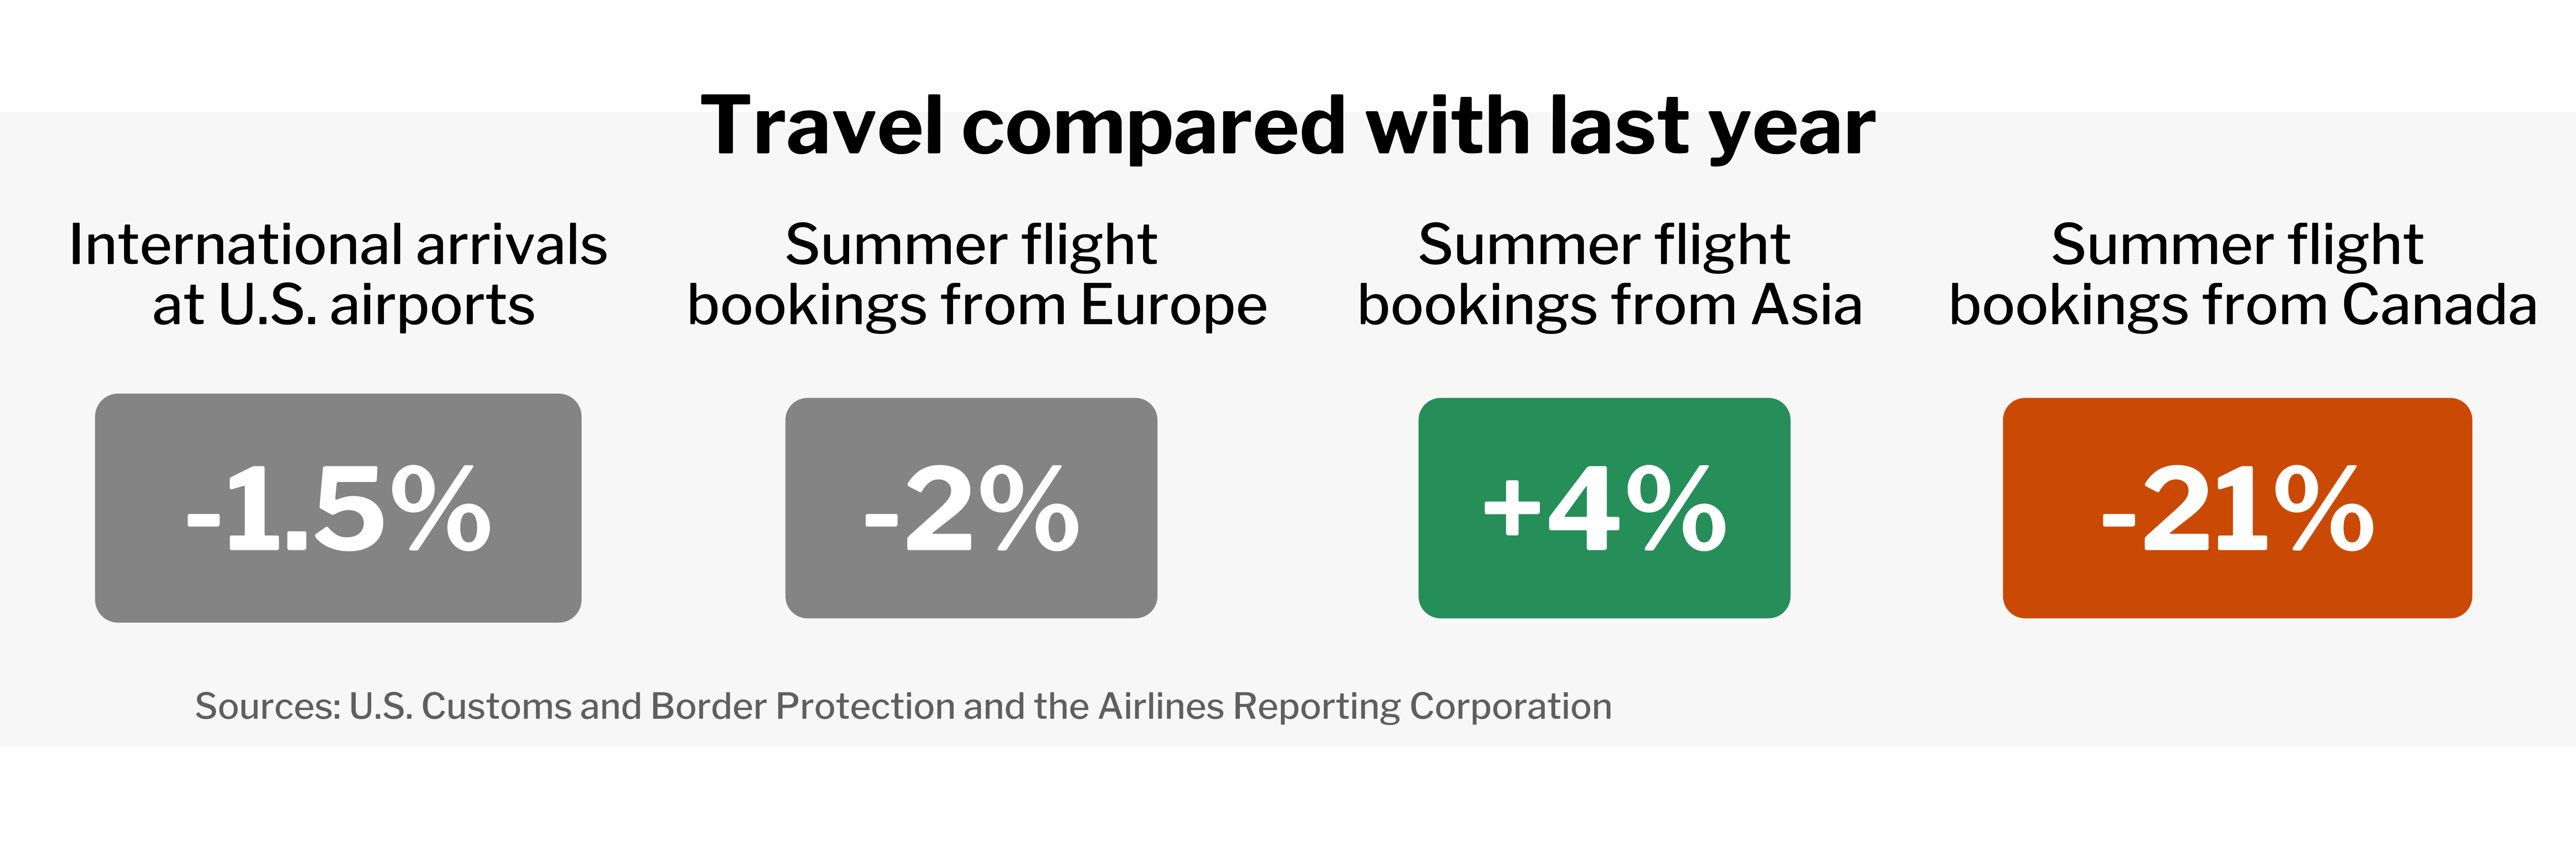 Travel compared with last year
International arrivals
at U.S. airports
-1.5%
Summer flight
bookings from Europe
-2%
Summer flight
bookings from Asia
+4%
Summer flight
bookings from Canada
-21%
Sources: U.S. Customs and Border Protection and the Airlines Reporting Corporation